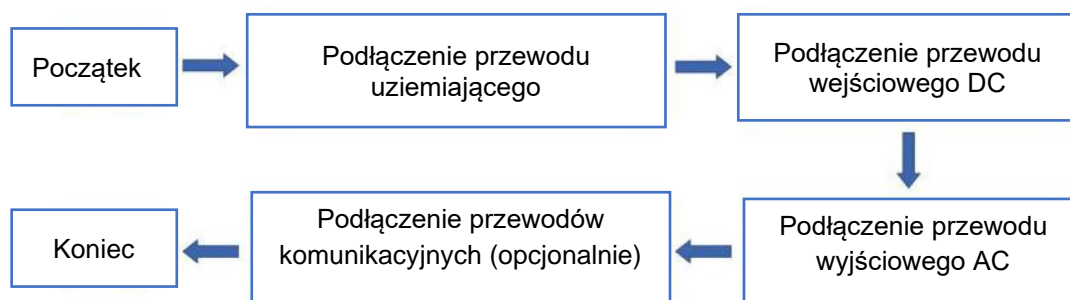 Początek
Podłączenie przewodu
uziemiającego
Podłączenie przewodu
wejściowego DC
Podłączenie przewodu
wyjściowego AC
Podłączenie przewodów
komunikacyjnych (opcjonalnie)
Koniec